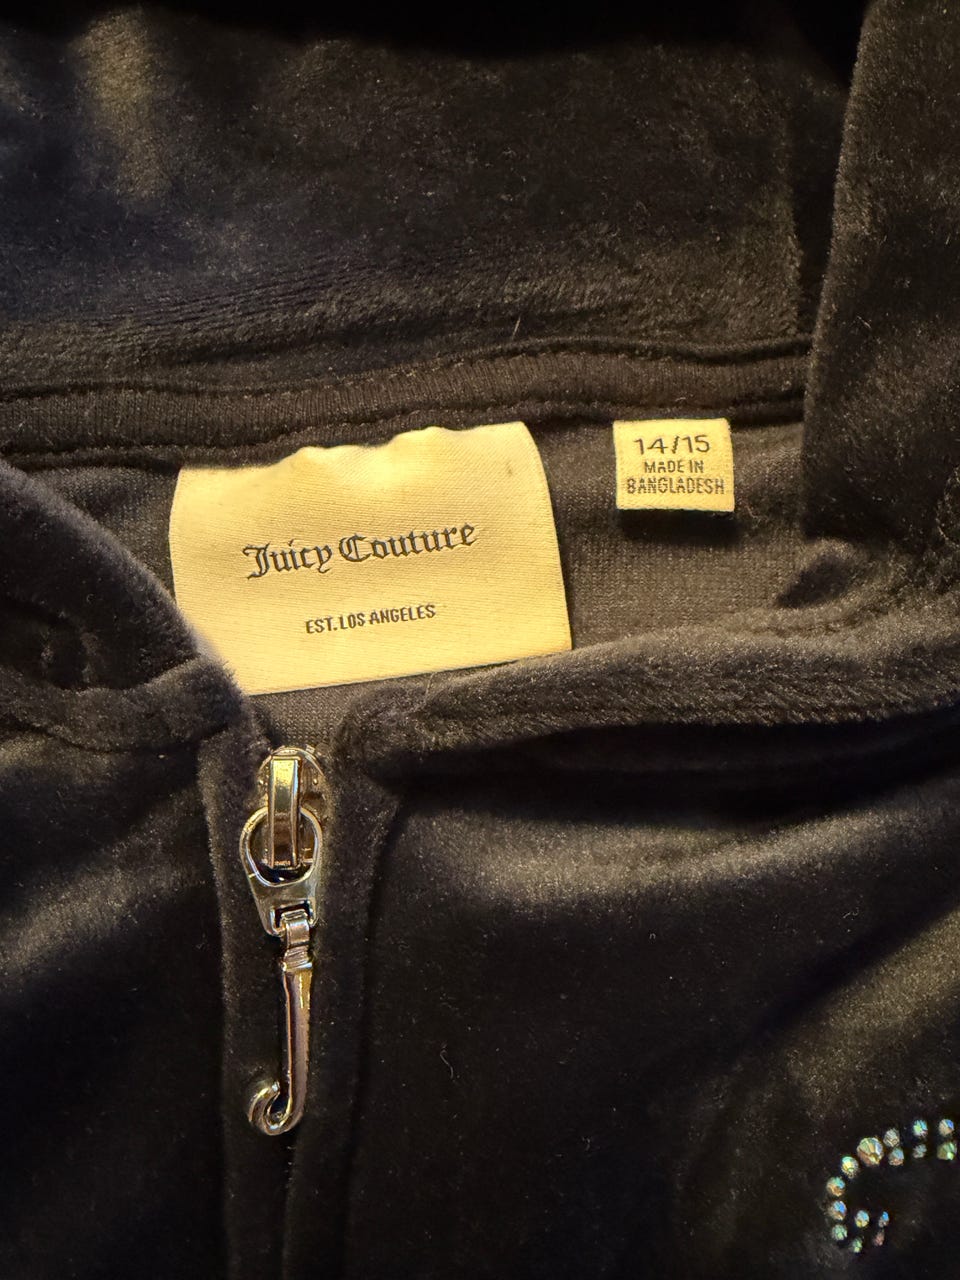 Juicy Couture
EST. LOS ANGELES
14/15
MADE IN
BANGLADESH